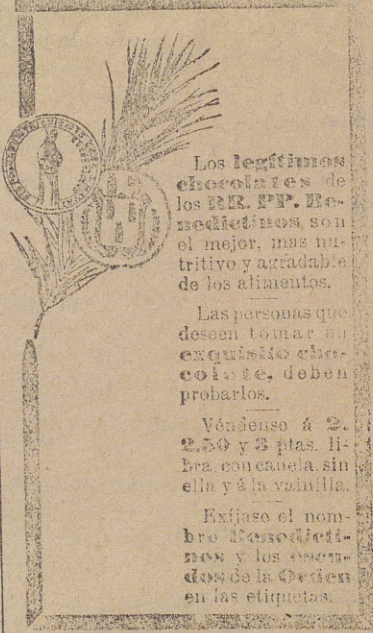 Los legítimos
chocolates de
los RR. PP. Be-
nedictinos, son
el mejor, mas nu-
tritivo y agradable
de los alimentos.
Las personas que
deseen tomar un
exquisito cho-
colate, deben
probarlos.
Véndense á 2,
2,50 y 3 ptas. li-
bra, con canela, sin
ella y á la vainilla.
Exíjase el nom-
bre Benedicti-
nos y los escu-
dos de la Orden
en las etiquetas.